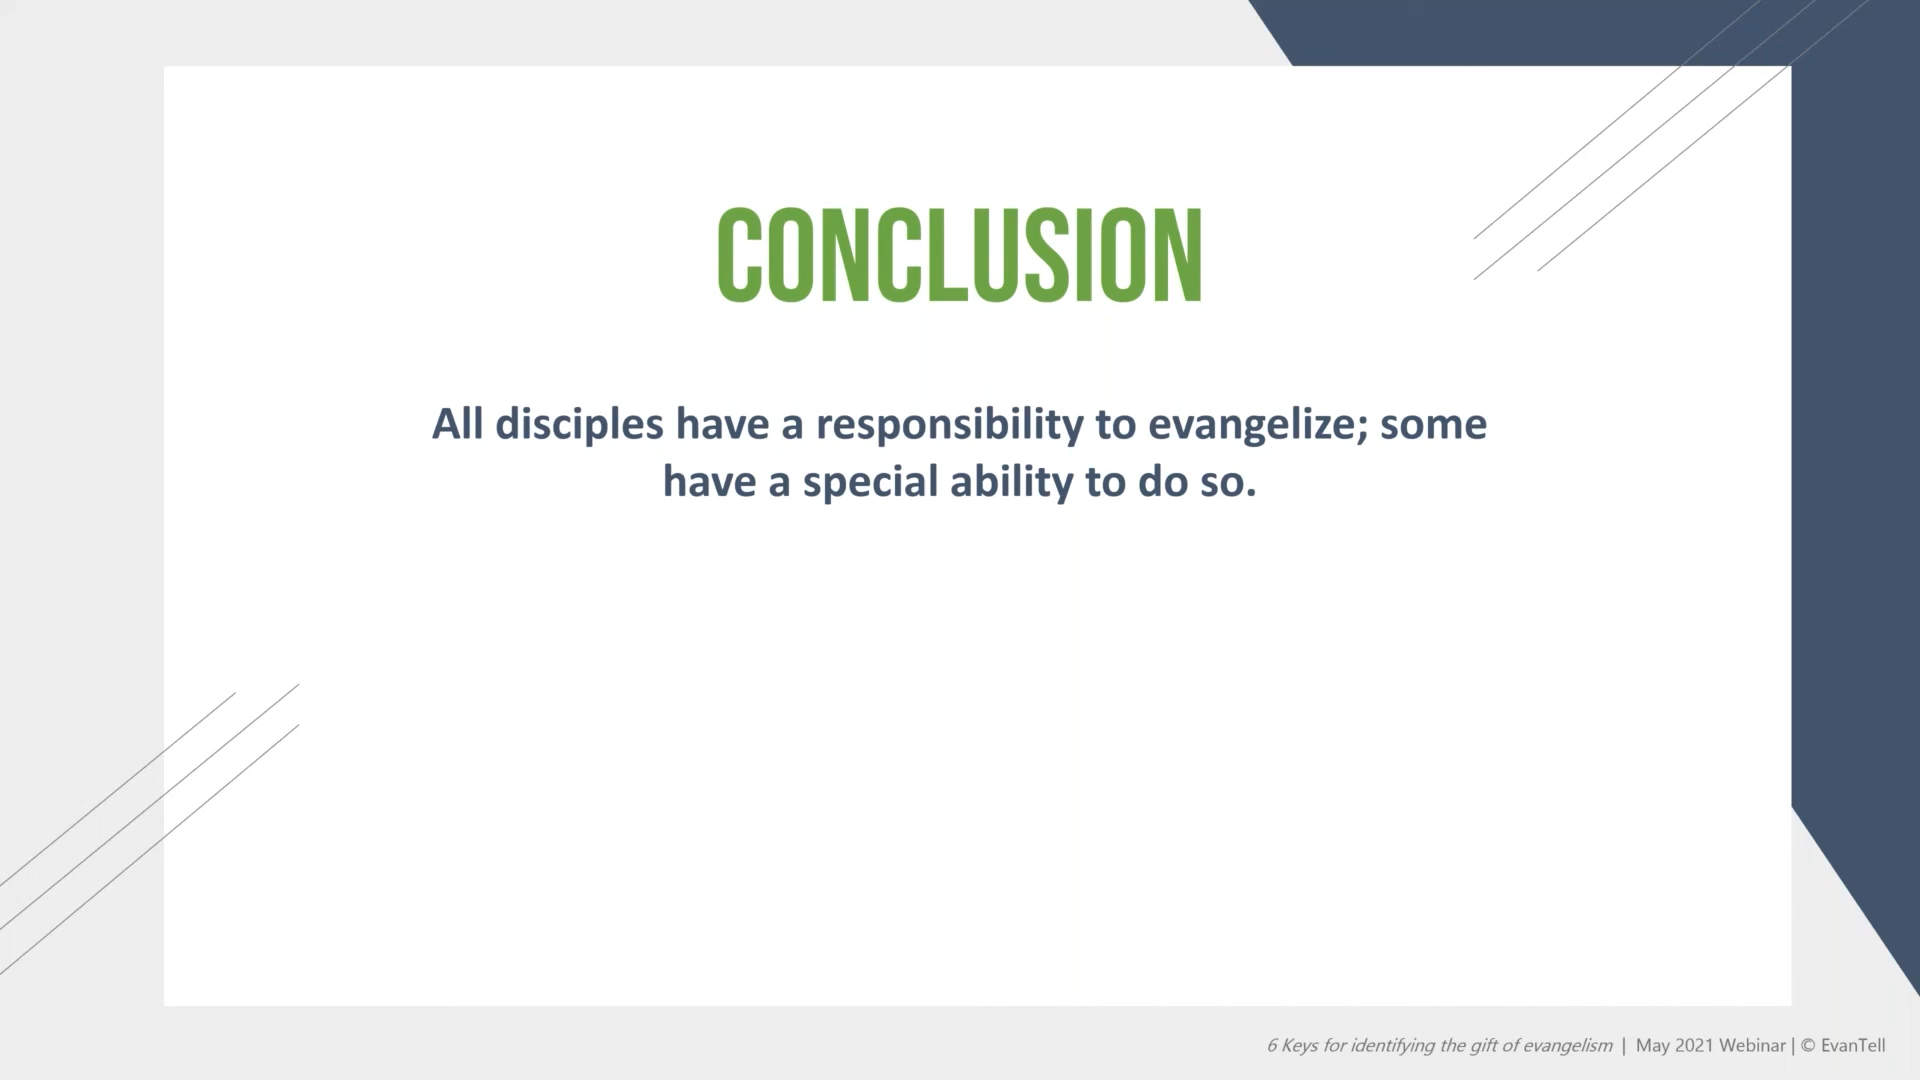 CONCLUSION
All disciples have a responsibility to evangelize; some
have a special ability to do so.
6 Keys for identifying the gift of evangelism | May 2021 Webinar | © EvanTell